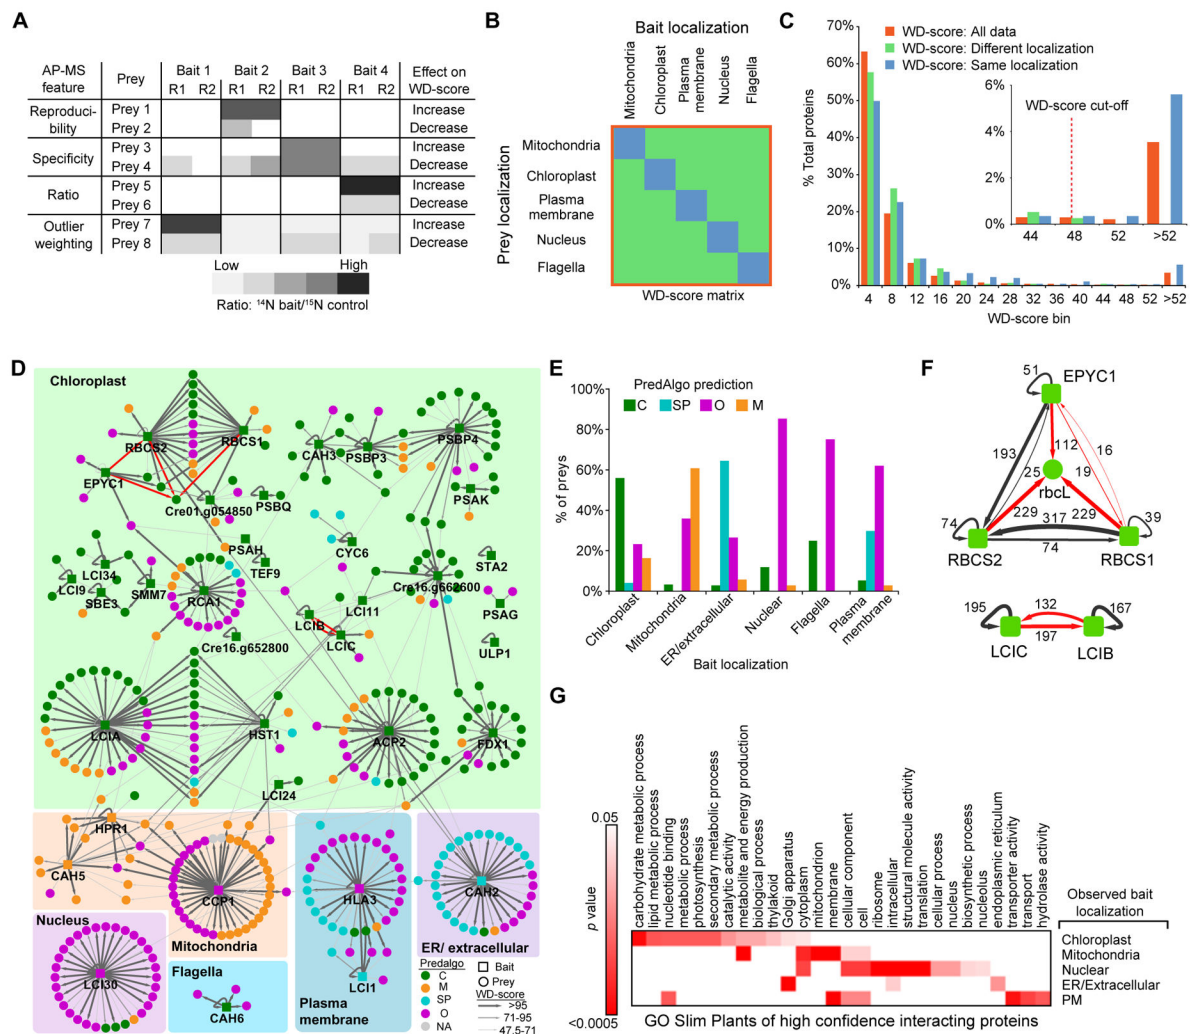 A
AP-MS feature Prey Bait 1 Bait 2 Bait 3 Bait 4 Effect on WD-score
R1 R2 R1 R2 R1 R2 R1 R2
Reproduci-bility Prey 1 Increase
Prey 2 Decrease
Specificity Prey 3 Increase
Prey 4 Decrease
Ratio Prey 5 Increase
Prey 6 Decrease
Outlier weighting Prey 7 Increase
Prey 8 Decrease
Low High
Ratio: ¹⁴N bait/¹⁵N control
B
Bait localization
Mitochondria
Chloroplast
Plasma membrane
Nucleus
Flagella
Prey localization
Mitochondria
Chloroplast
Plasma membrane
Nucleus
Flagella
WD-score matrix
C
WD-score: All data
WD-score: Different localization
WD-score: Same localization
% Total proteins
70%
60%
50%
40%
30%
20%
10%
0%
4 8 12 16 20 24 28 32 36 40 44 48 52 >52
WD-score bin
WD-score cut-off
6%
4%
2%
0%
44 48 52 >52
D
Chloroplast
RBCS2
RBCS1
EPYC1
Cre01.g054850
CAH3
PSBP3
PSBP4
PSAK
PSBQ
PSAH
TEF9
CYC6
STA2
LCI34
LCI9
SBE3
SMM7
RCA1
Cre16.g662600
PSAG
LCI11
LCIB
LCIC
Cre16.g652800
ULP1
LCIA
HST1
ACP2
FDX1
LCI24
HPR1
CAH5
CCP1
Mitochondria
HLA3
LCI1
Plasma membrane
CAH2
ER/ extracellular
Nucleus
LCI30
Flagella
CAH6
Predalgo
C
M
SP
O
NA
Bait
Prey
WD-score
>95
71-95
47.5-71
E
PredAlgo prediction
C SP O M
% of preys
100%
80%
60%
40%
20%
0%
Chloroplast
Mitochondria
ER/extracellular
Nuclear
Flagella
Plasma membrane
Bait localization
F
51
EPYC1
112
16
193
25
19
rbcL
229
229
74
317
39
74
RBCS2
RBCS1
195
132
167
197
LCIC
LCIB
G
0.05
p value
<0.0005
carbohydrate metabolic process
lipid metabolic process
nucleotide binding
metabolic process
photosynthesis
secondary metabolic process
catalytic activity
metabolite and energy production
biological process
thylakoid
Golgi apparatus
cytoplasm
mitochondrion
membrane
cellular component
cell
ribosome
intracellular
structural molecule activity
translation
cellular process
nucleus
biosynthetic process
nucleolus
endoplasmic reticulum
transporter activity
transport
hydrolase activity
Observed bait localization
Chloroplast
Mitochondria
Nuclear
ER/Extracellular
PM
GO Slim Plants of high confidence interacting proteins